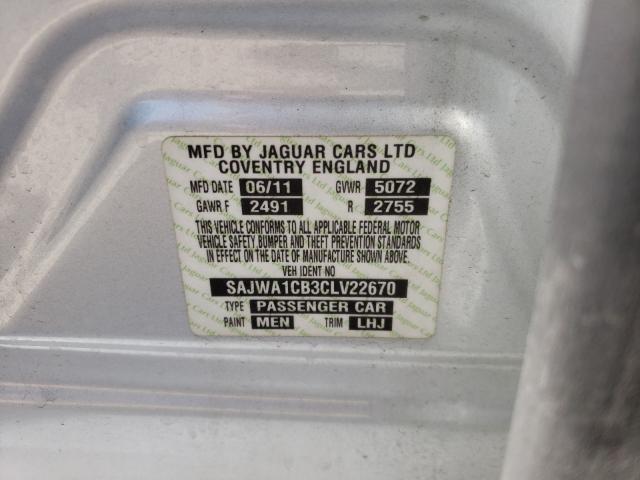 MFD BY JAGUAR CARS LTD
COVENTRY ENGLAND
MFD DATE 06/11 GVWR 5072
GAWR F 2491 R 2755
THIS VEHICLE CONFORMS TO ALL APPLICABLE FEDERAL MOTOR
VEHICLE SAFETY BUMPER AND THEFT PREVENTION STANDARDS
IN EFFECT ON THE DATE OF MANUFACTURE SHOWN ABOVE.
VEH IDENT NO
SAJWA1CB3CLV22670
TYPE PASSENGER CAR
PAINT MEN TRIM LHJ